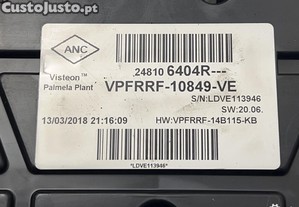 CustoJusto.pt
ANC
Visteon™
Palmela Plant
24810 6404R---
VPFRRF-10849-VE
S/N:LDVE113946
SW:20.06.
13/03/2018 21:16:09
HW:VPFRRF-14B115-KB
*LDVE113946*